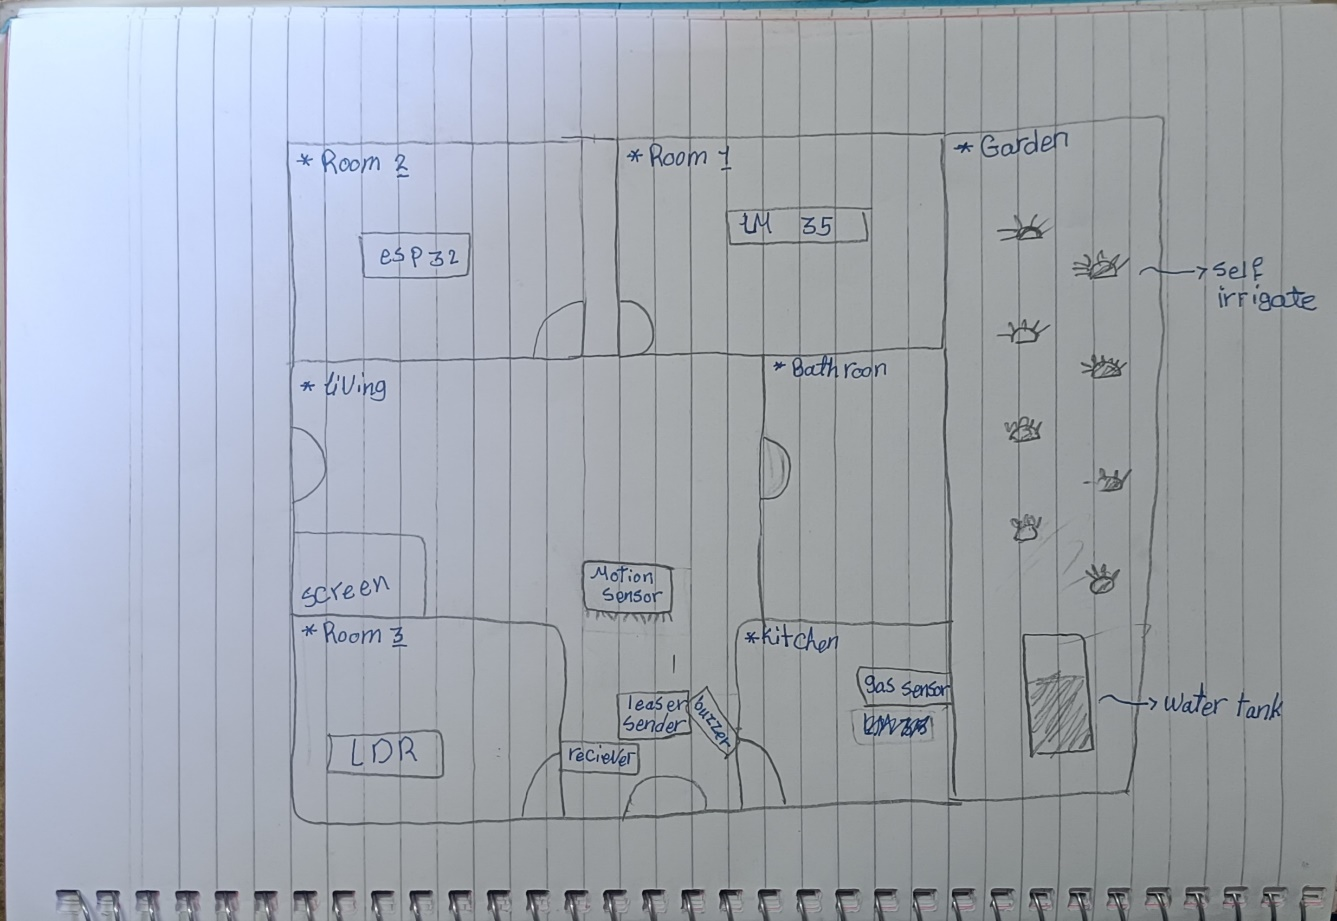 * Room 2
* Room 1
* Garden
esp 32
LM 35
self
irrigate
* living
* Bathroon
screen
Motion
Sensor
* Room 3
* Kitchen
gas sensor
leaser
Sender
buzzer
LDR
reciever
water tank